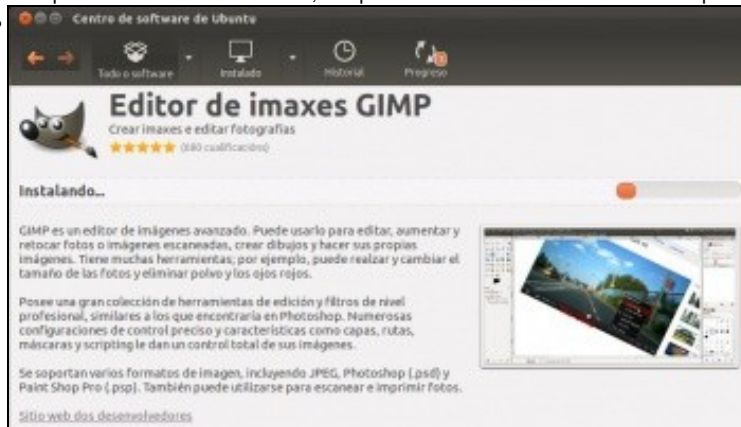 Centro de software de Ubuntu
Todo o software
Instalado
Historial
Progreso
Editor de imaxes GIMP
Crear imaxes e editar fotografías
(680 cualificacións)
Instalando...
GIMP es un editor de imágenes avanzado. Puede usarlo para editar, aumentar y
retocar fotos o imágenes escaneadas, crear dibujos y hacer sus propias
imágenes. Tiene muchas herramientas; por ejemplo, puede realzar y cambiar el
tamaño de las fotos y eliminar polvo y los ojos rojos.
Posee una gran colección de herramientas de edición y filtros de nivel
profesional, similares a los que encontraría en Photoshop. Numerosas
configuraciones de control preciso y características como capas, rutas,
máscaras y scripting le dan un control total de sus imágenes.
Se soportan varios formatos de imagen, incluyendo JPEG, Photoshop (.psd) y
Paint Shop Pro (.psp). También puede utilizarse para escanear e imprimir fotos.
Sitio web dos desenvolvedores